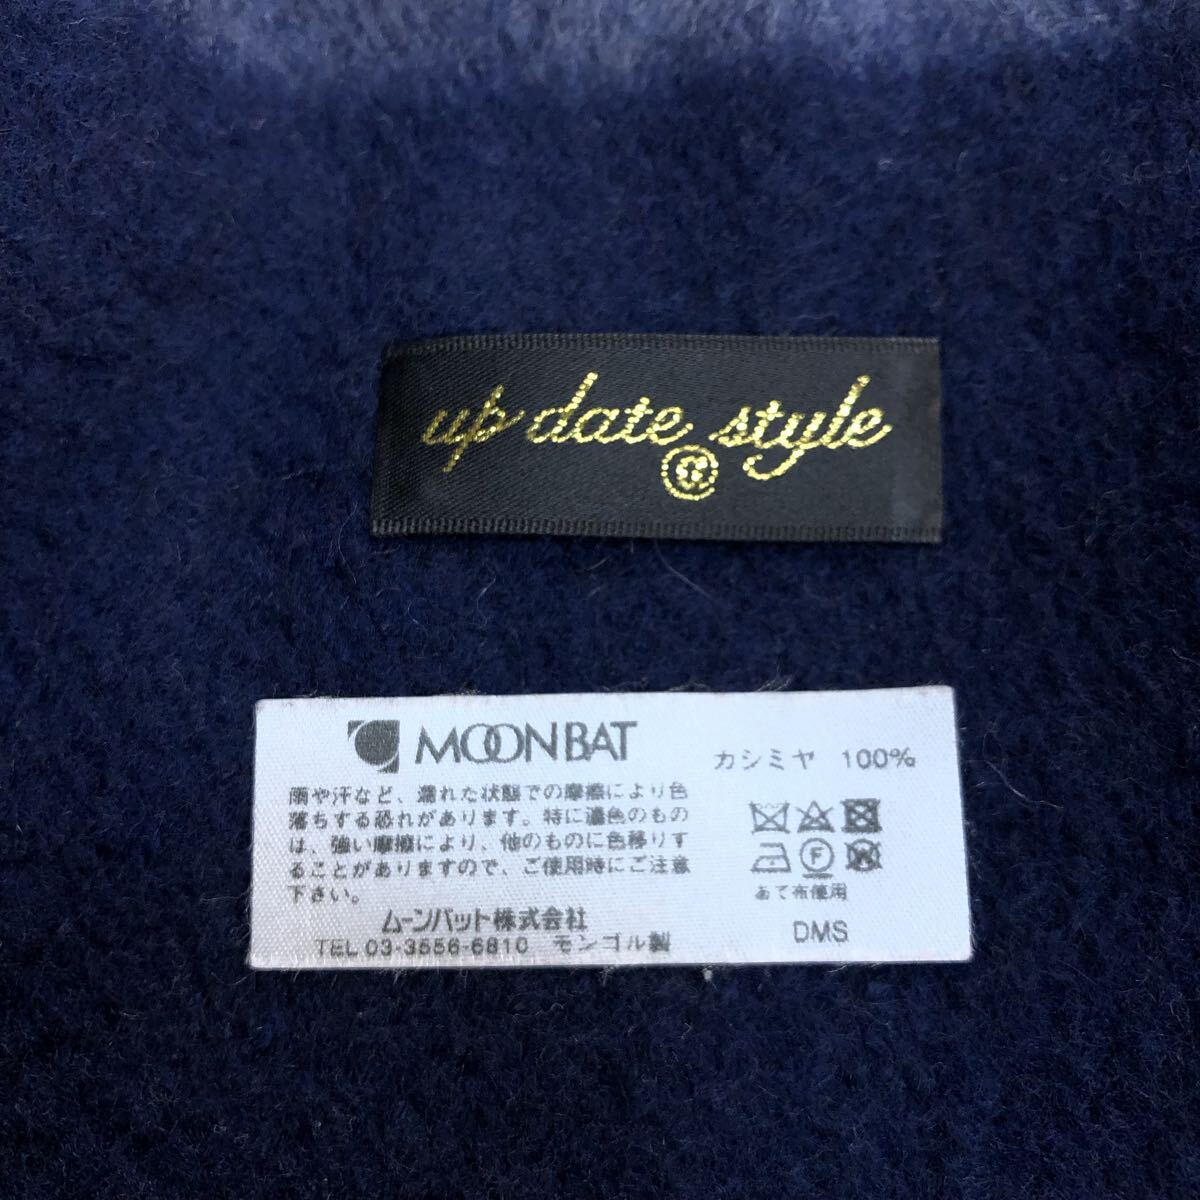 up date style
Ⓡ
MOONBAT
カシミヤ 100%
雨や汗など、濡れた状態での摩擦により色
落ちする恐れがあります。特に濃色のもの
は、強い摩擦により、他のものに色移りす
ることがありますので、ご使用時にご注意
下さい。
F
あて布使用
ムーンバット株式会社
DMS
TEL 03-3556-6810 モンゴル製